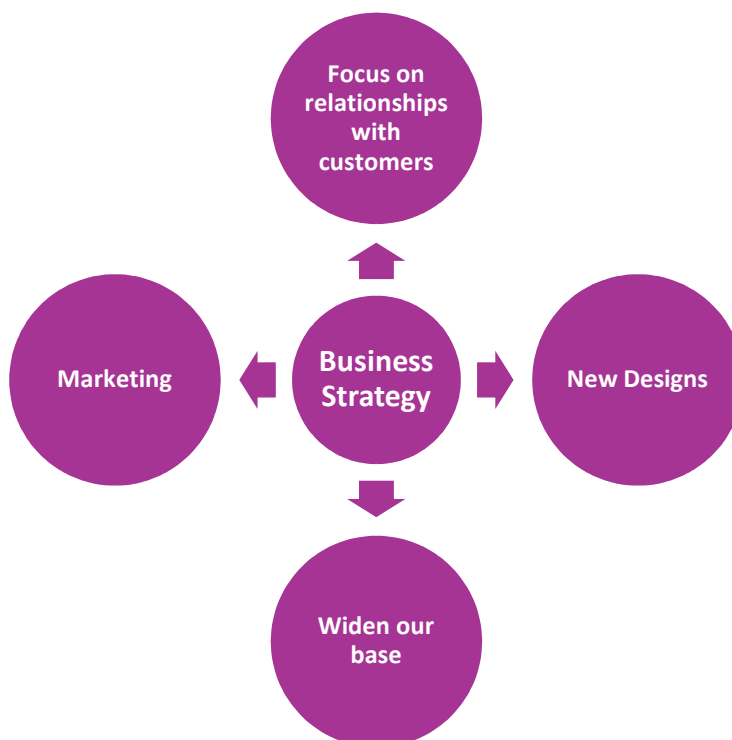 Focus on
relationships
with
customers
Marketing
Business
Strategy
New Designs
Widen our
base